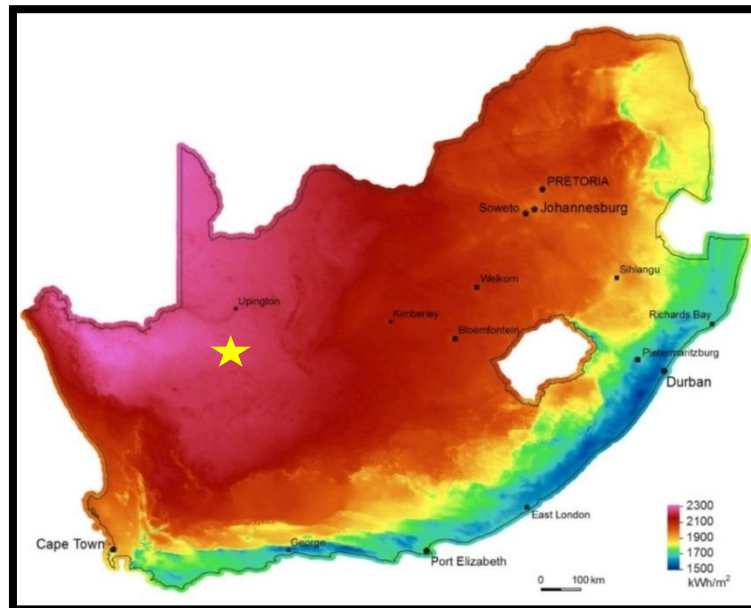 PRETORIA
Soweto
Johannesburg
Welkom
Sihlangu
Upington
Kimberley
Bloemfontein
Richards Bay
Pietermaritzburg
Durban
East London
Cape Town
George
Port Elizabeth
0 100 km
2300
2100
1900
1700
1500
kWh/m²